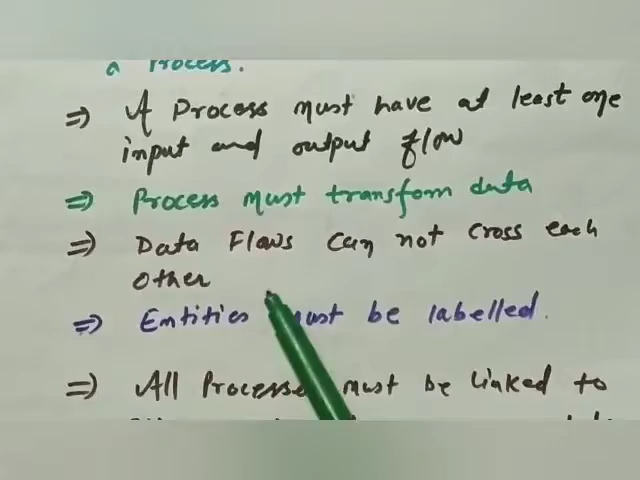 a Process.
⇒ A Process must have at least one
input and output flow
⇒ Process must transform data
⇒ Data Flows can not cross each
other
⇒ Entities must be labelled.
⇒ All Processes must be linked to